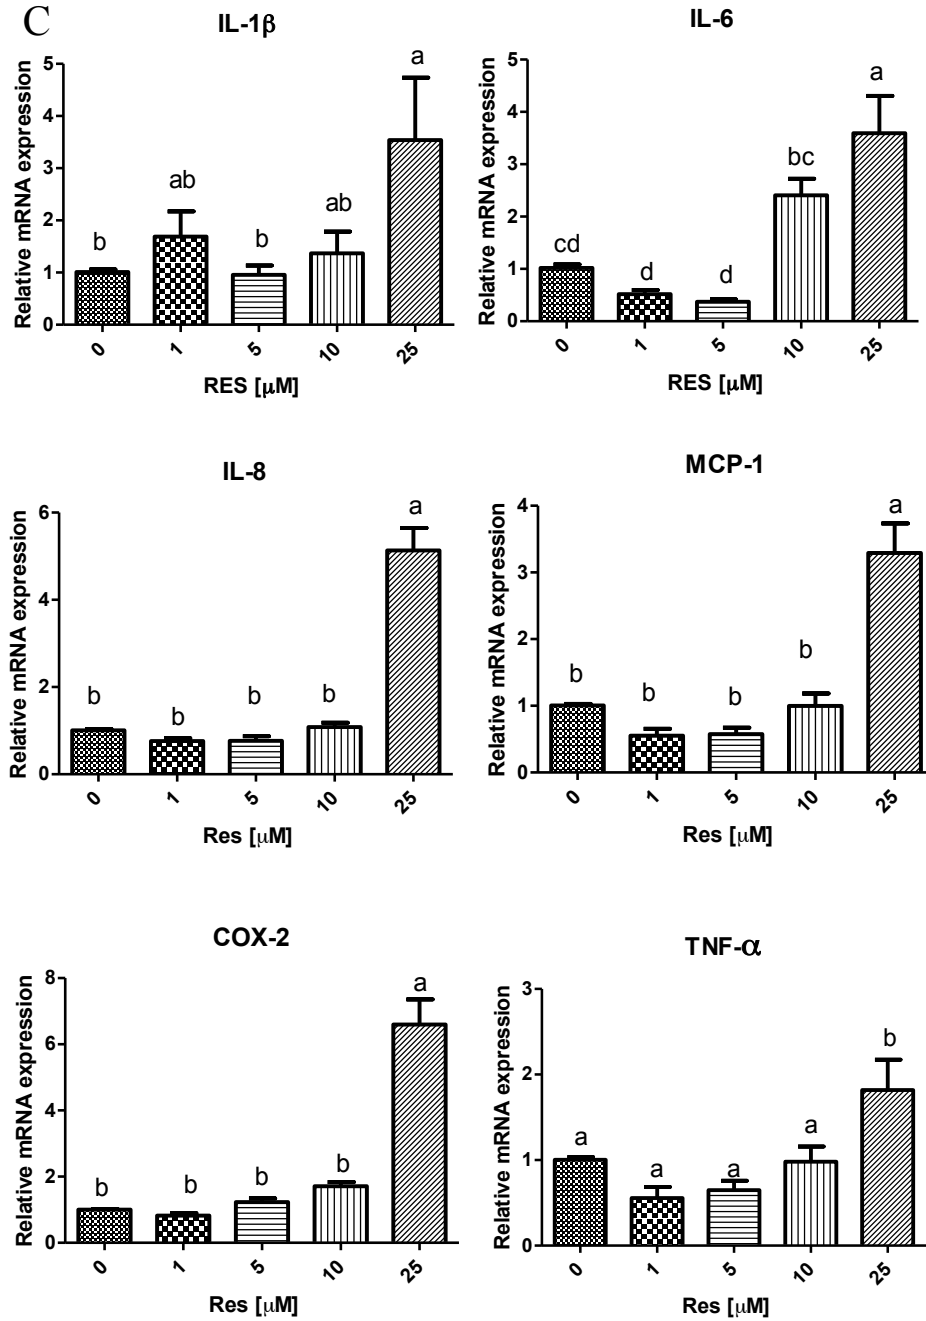 C
IL-1β
Relative mRNA expression
5
4
3
2
1
0
b
ab
b
ab
a
0
1
5
10
25
RES [μM]
IL-6
Relative mRNA expression
5
4
3
2
1
0
cd
d
d
bc
a
0
1
5
10
25
RES [μM]
IL-8
Relative mRNA expression
6
4
2
0
b
b
b
b
a
0
1
5
10
25
Res [μM]
MCP-1
Relative mRNA expression
4
3
2
1
0
b
b
b
b
a
0
1
5
10
25
Res [μM]
COX-2
Relative mRNA expression
8
6
4
2
0
b
b
b
b
a
0
1
5
10
25
Res [μM]
TNF-α
Relative mRNA expression
3
2
1
0
a
a
a
a
b
0
1
5
10
25
Res [μM]